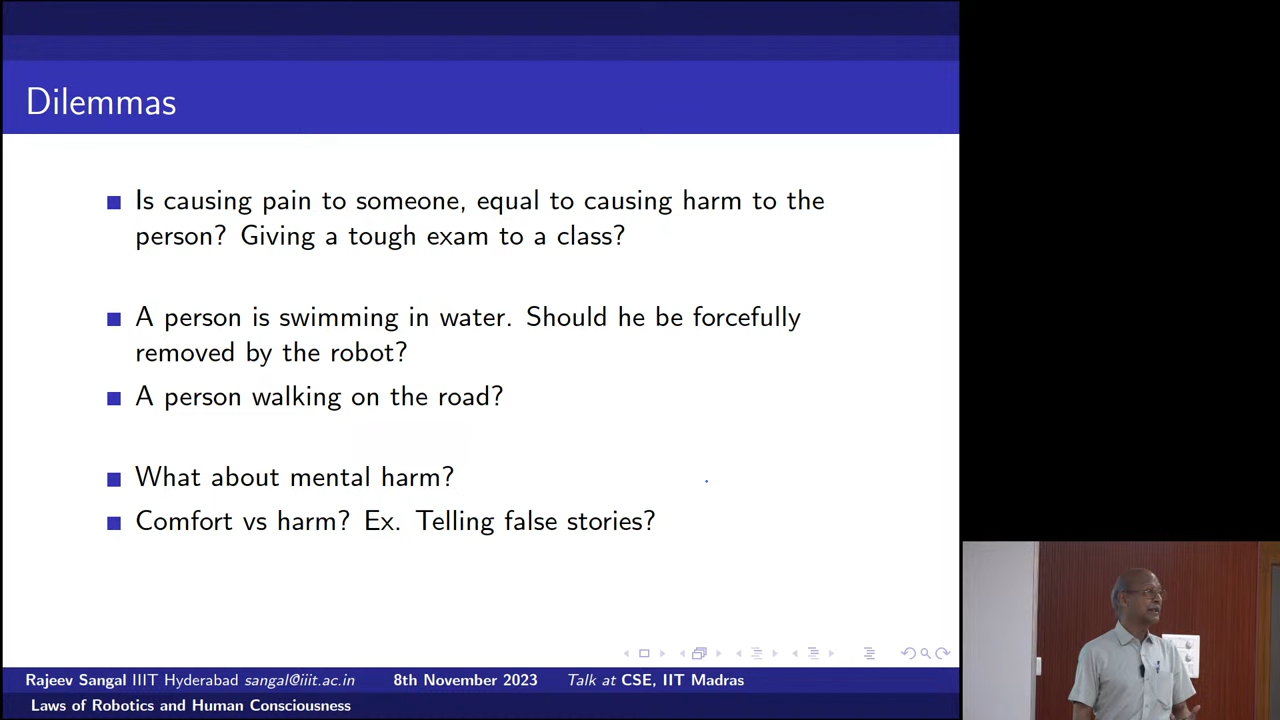 Dilemmas
Is causing pain to someone, equal to causing harm to the
person? Giving a tough exam to a class?
A person is swimming in water. Should he be forcefully
removed by the robot?
A person walking on the road?
What about mental harm?
Comfort vs harm? Ex. Telling false stories?
Rajeev Sangal IIIT Hyderabad sangal@iiit.ac.in 8th November 2023 Talk at CSE, IIT Madras
Laws of Robotics and Human Consciousness